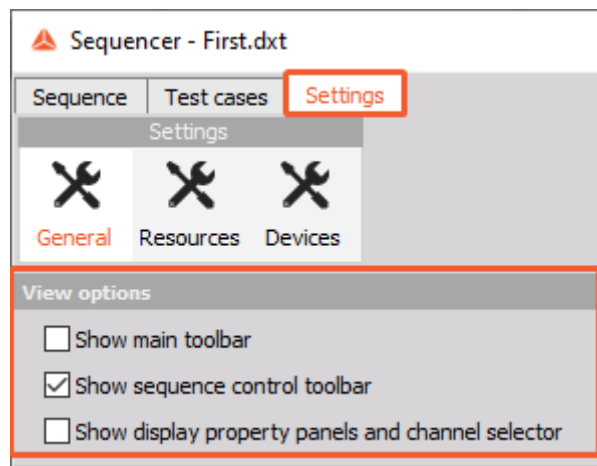 Sequencer - First.dxt
Sequence Test cases Settings
Settings
General Resources Devices
View options
Show main toolbar
Show sequence control toolbar
Show display property panels and channel selector